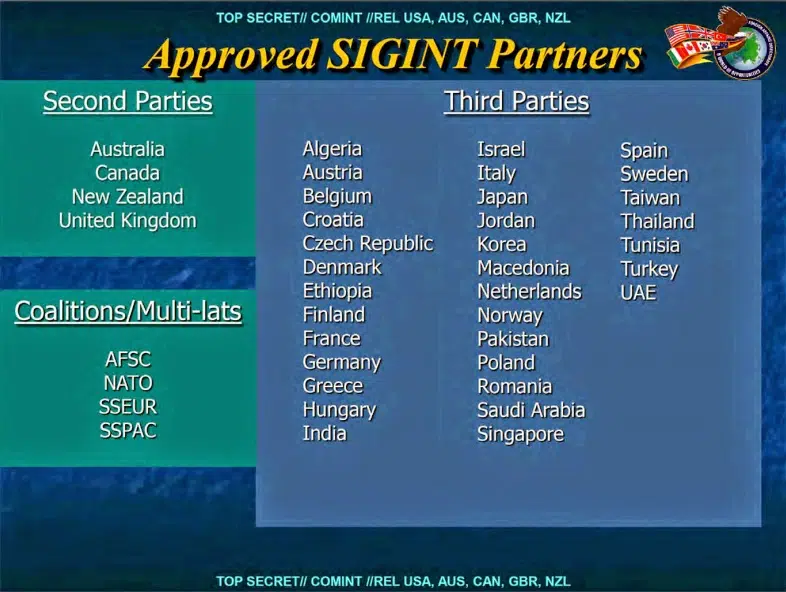 TOP SECRET// COMINT //REL USA, AUS, CAN, GBR, NZL
Approved SIGINT Partners
Second Parties
Australia
Canada
New Zealand
United Kingdom
Coalitions/Multi-lats
AFSC
NATO
SSEUR
SSPAC
Third Parties
Algeria
Austria
Belgium
Croatia
Czech Republic
Denmark
Ethiopia
Finland
France
Germany
Greece
Hungary
India
Israel
Italy
Japan
Jordan
Korea
Macedonia
Netherlands
Norway
Pakistan
Poland
Romania
Saudi Arabia
Singapore
Spain
Sweden
Taiwan
Thailand
Tunisia
Turkey
UAE
TOP SECRET// COMINT //REL USA, AUS, CAN, GBR, NZL